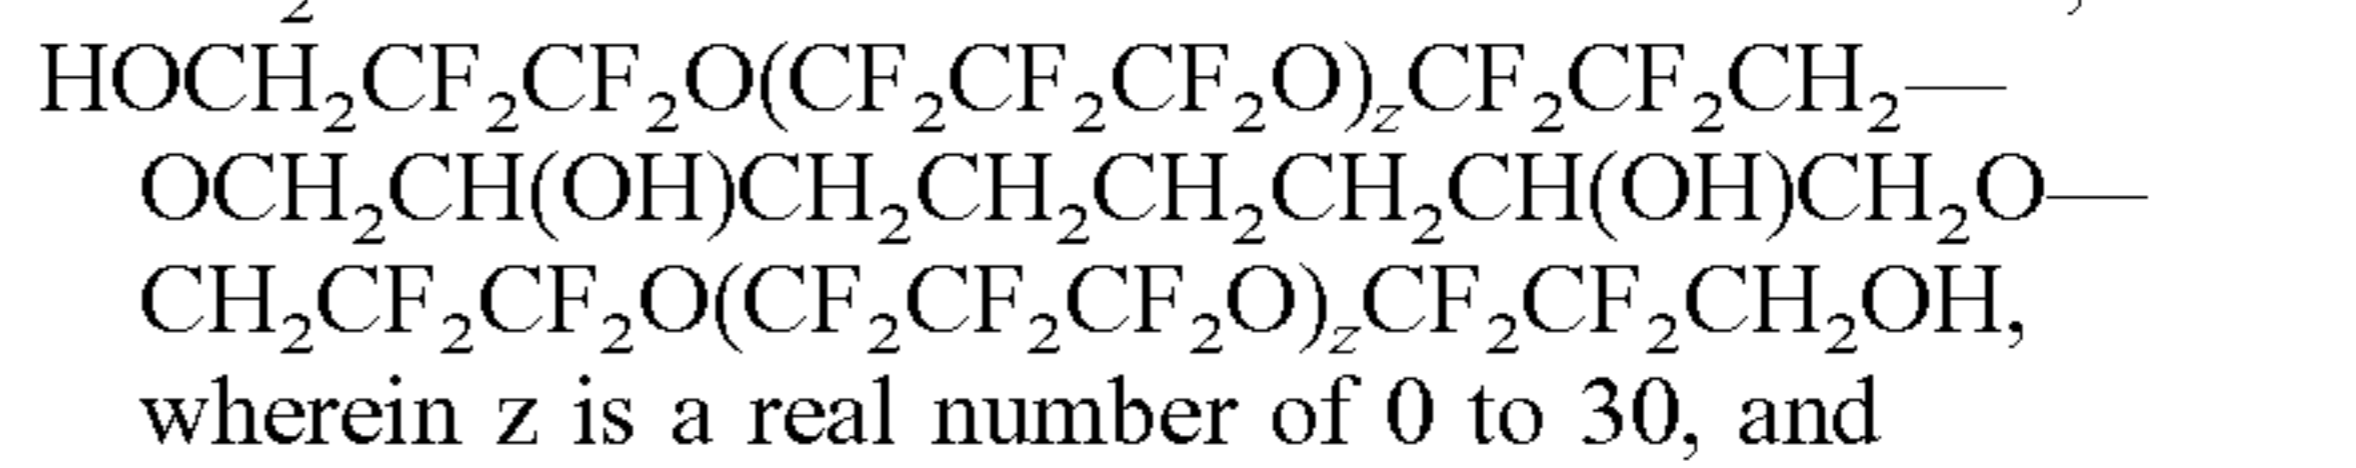 HOCH₂CF₂CF₂O(CF₂CF₂CF₂O)zCF₂CF₂CH₂—
OCH₂CH(OH)CH₂CH₂CH₂CH₂CH(OH)CH₂O—
CH₂CF₂CF₂O(CF₂CF₂CF₂O)zCF₂CF₂CH₂OH,
wherein z is a real number of 0 to 30, and